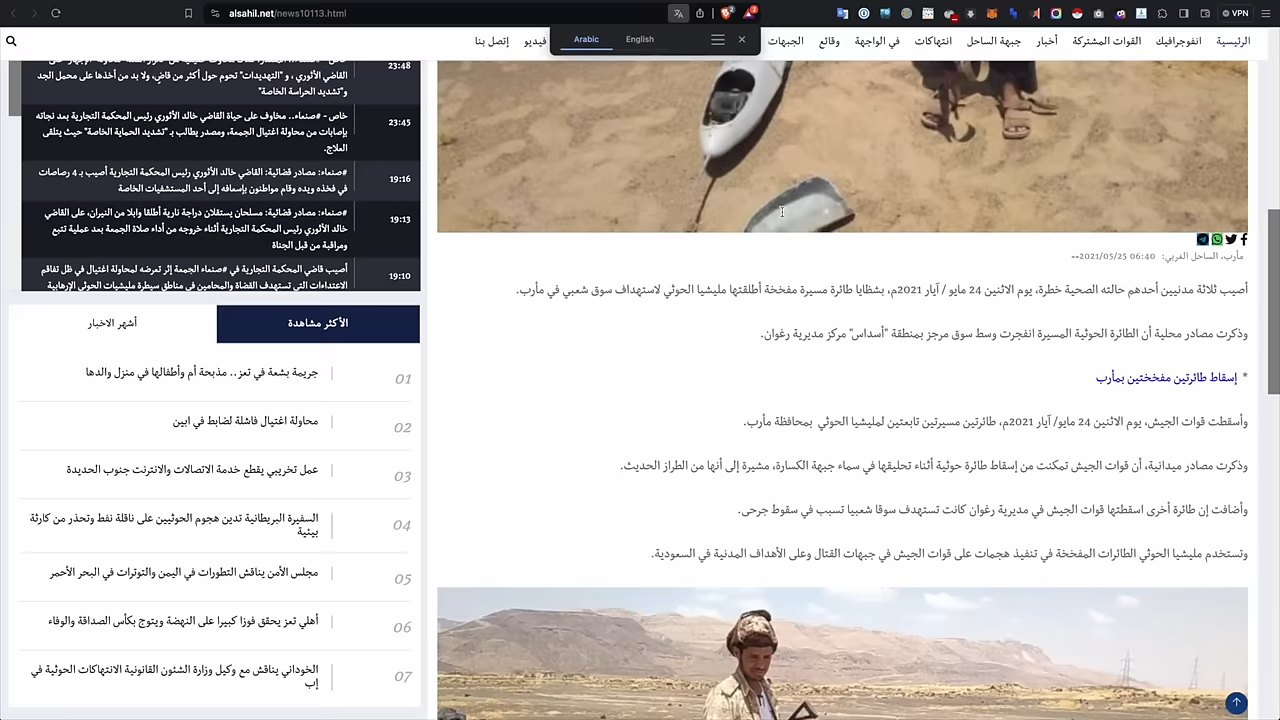 alsahil.net/news10113.html
VPN
Arabic
English
الرئيسية
انفوجرافيك
القوات المشتركة
أخبار
جبهة الساحل
انتهاكات
في الواجهة
وقائع
الجبهات
فيديو
إتصل بنا
23:48
القاضي الأثوري ، و "التهديدات" تحوم حول أكثر من قاضٍ، ولا بد من أخذها على محمل الجد
و"تشديد الحراسة الخاصة"
23:45
خاص - #صنعاء.. مخاوف على حياة القاضي خالد الأثوري رئيس المحكمة التجارية بعد نجاته
بإصابات من محاولة اغتيال الجمعة، ومصدر يطالب بـ "تشديد الحماية الخاصة" حيث يتلقى
العلاج.
19:16
#صنعاء: مصادر قضائية: القاضي خالد الأثوري رئيس المحكمة التجارية أصيب بـ 4 رصاصات
في فخذه ويده وقام مواطنون بإسعافه إلى أحد المستشفيات الخاصة
19:13
#صنعاء: مصادر قضائية: مسلحان يستقلان دراجة نارية أطلقا وابلا من النيران، على القاضي
خالد الأثوري رئيس المحكمة التجارية أثناء خروجه من أداء صلاة الجمعة بعد عملية تتبع
ومراقبة من قبل الجناة
19:10
أصيب قاضي المحكمة التجارية في #صنعاء الجمعة إثر تعرضه لمحاولة اغتيال في ظل تفاقم
الاعتداءات التي تستهدف القضاة والمحامين في مناطق سيطرة مليشيات الحوثي الإرهابية
الأكثر مشاهدة
أشهر الاخبار
01
جريمة بشعة في تعز.. مذبحة أم وأطفالها في منزل والدها
02
محاولة اغتيال فاشلة لضابط في ابين
03
عمل تخريبي يقطع خدمة الاتصالات والانترنت جنوب الحديدة
04
السفيرة البريطانية تدين هجوم الحوثيين على ناقلة نفط وتحذر من كارثة
بيئية
05
مجلس الأمن يناقش التطورات في اليمن والتوترات في البحر الأحمر
06
أهلي تعز يحقق فوزا كبيرا على النهضة ويتوج بكأس الصداقة والوفاء
07
الخوداني يناقش مع وكيل وزارة الشئون القانونية الانتهاكات الحوثية في
إب
مأرب، الساحل الغربي: 06:40 2021/05/25--
أصيب ثلاثة مدنيين أحدهم حالته الصحية خطرة، يوم الاثنين 24 مايو / آيار 2021م، بشظايا طائرة مسيرة مفخخة أطلقتها مليشيا الحوثي لاستهداف سوق شعبي في مأرب.
وذكرت مصادر محلية أن الطائرة الحوثية المسيرة انفجرت وسط سوق مرجز بمنطقة "أسداس" مركز مديرية رغوان.
* إسقاط طائرتين مفخختين بمأرب
وأسقطت قوات الجيش، يوم الاثنين 24 مايو/ آيار 2021م، طائرتين مسيرتين تابعتين لمليشيا الحوثي بمحافظة مأرب.
وذكرت مصادر ميدانية، أن قوات الجيش تمكنت من إسقاط طائرة حوثية أثناء تحليقها في سماء جبهة الكسارة، مشيرة إلى أنها من الطراز الحديث.
وأضافت إن طائرة أخرى اسقطتها قوات الجيش في مديرية رغوان كانت تستهدف سوقا شعبيا تسبب في سقوط جرحى.
وتستخدم مليشيا الحوثي الطائرات المفخخة في تنفيذ هجمات على قوات الجيش في جبهات القتال وعلى الأهداف المدنية في السعودية.